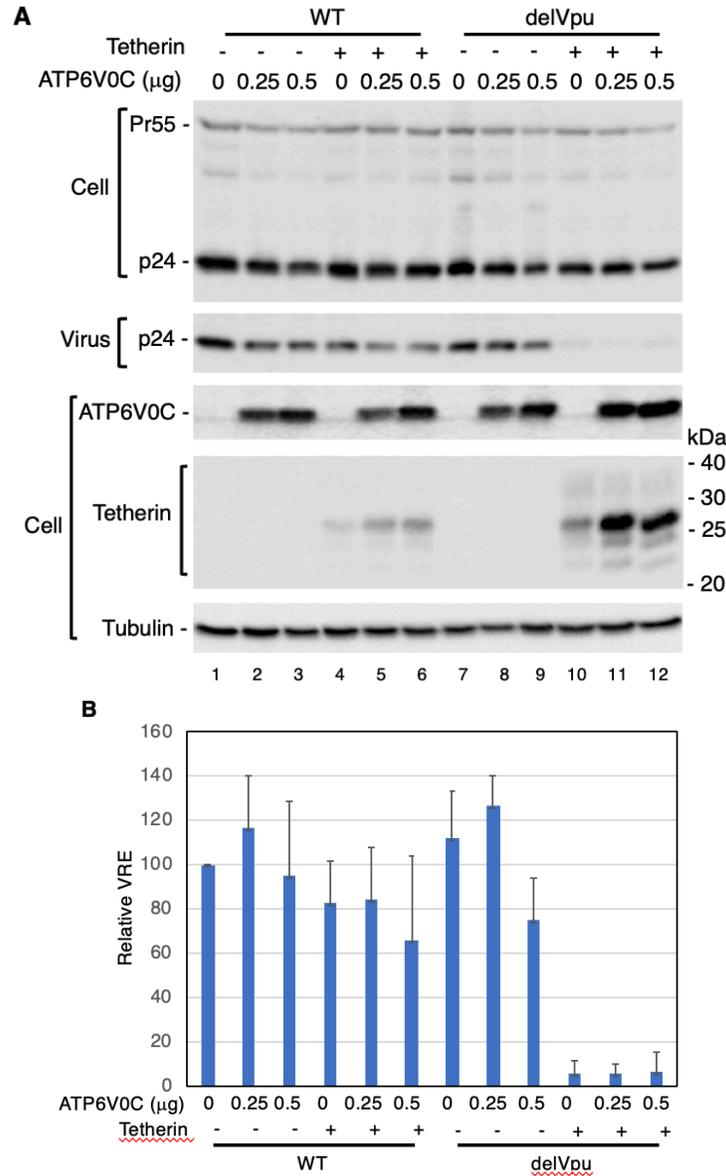 A
WT delVpu
Tetherin - - - + + + - - - + + +
ATP6V0C (µg) 0 0.25 0.5 0 0.25 0.5 0 0.25 0.5 0 0.25 0.5
Pr55 -
Cell
p24 -
Virus p24 -
ATP6V0C -
kDa
- 40
- 30
Tetherin
Cell
- 25
- 20
Tubulin -
1 2 3 4 5 6 7 8 9 10 11 12
B
160
140
120
100
80
60
40
20
0
Relative VRE
ATP6V0C (µg) 0 0.25 0.5 0 0.25 0.5 0 0.25 0.5 0 0.25 0.5
Tetherin - - - + + + - - - + + +
WT delVpu